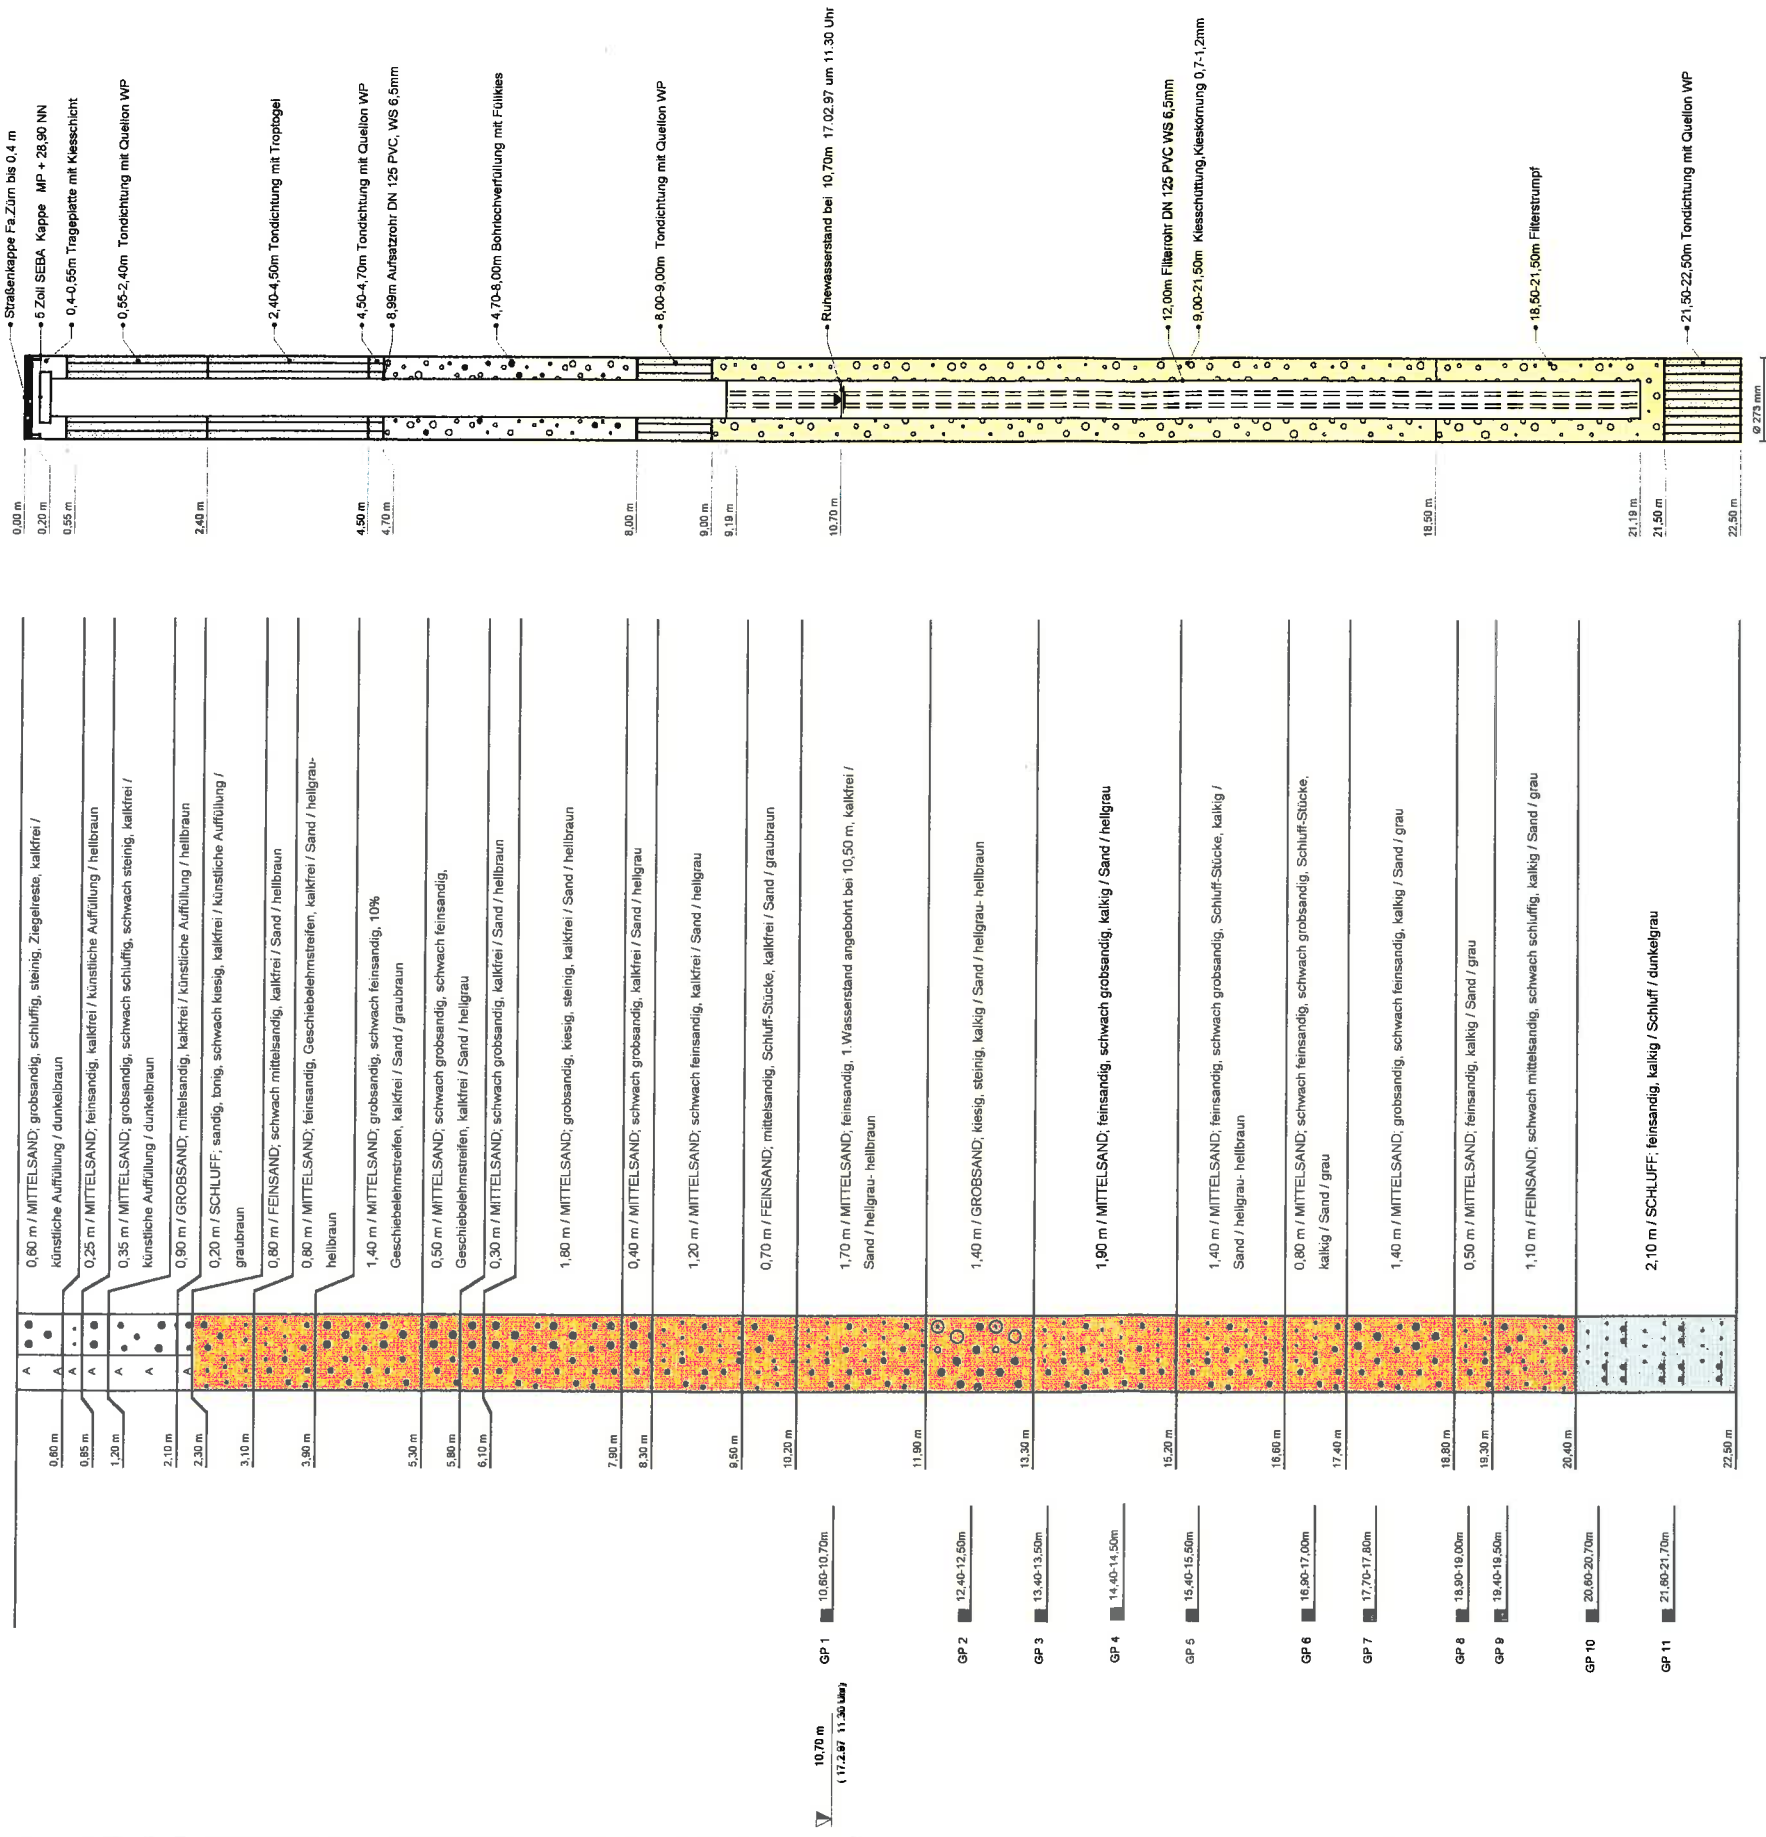 10,70 m
( 17.2.97 11.30 Uhr)
GP 1 10,60-10,70m
GP 2 12,40-12,50m
GP 3 13,40-13,50m
GP 4 14,40-14,50m
GP 5 15,40-15,50m
GP 6 16,90-17,00m
GP 7 17,70-17,80m
GP 8 18,90-19,00m
GP 9 19,40-19,50m
GP 10 20,60-20,70m
GP 11 21,60-21,70m
0,60 m
0,85 m
1,20 m
2,10 m
2,30 m
3,10 m
3,90 m
5,30 m
5,80 m
6,10 m
7,90 m
8,30 m
9,50 m
10,20 m
11,90 m
13,30 m
15,20 m
16,60 m
17,40 m
18,80 m
19,30 m
20,40 m
22,50 m
A
A
A
A
A
A
A
0,60 m / MITTELSAND; grobsandig, schluffig, steinig, Ziegelreste, kalkfrei /
künstliche Auffüllung / dunkelbraun
0,25 m / MITTELSAND; feinsandig, kalkfrei / künstliche Auffüllung / hellbraun
0,35 m / MITTELSAND; grobsandig, schwach schluffig, schwach steinig, kalkfrei /
künstliche Auffüllung / dunkelbraun
0,90 m / GROBSAND; mittelsandig, kalkfrei / künstliche Auffüllung / hellbraun
0,20 m / SCHLUFF; sandig, tonig, schwach kiesig, kalkfrei / künstliche Auffüllung /
graubraun
0,80 m / FEINSAND; schwach mittelsandig, kalkfrei / Sand / hellbraun
0,80 m / MITTELSAND; feinsandig, Geschiebelehmstreifen, kalkfrei / Sand / hellgrau-
hellbraun
1,40 m / MITTELSAND; grobsandig, schwach feinsandig, 10%
Geschiebelehmstreifen, kalkfrei / Sand / graubraun
0,50 m / MITTELSAND; schwach grobsandig, schwach feinsandig,
Geschiebelehmstreifen, kalkfrei / Sand / hellgrau
0,30 m / MITTELSAND; schwach grobsandig, kalkfrei / Sand / hellbraun
1,80 m / MITTELSAND; grobsandig, kiesig, steinig, kalkfrei / Sand / hellbraun
0,40 m / MITTELSAND; schwach grobsandig, kalkfrei / Sand / hellgrau
1,20 m / MITTELSAND; schwach feinsandig, kalkfrei / Sand / hellgrau
0,70 m / FEINSAND; mittelsandig, Schluff-Stücke, kalkfrei / Sand / graubraun
1,70 m / MITTELSAND; feinsandig, 1.Wasserstand angebohrt bei 10,50 m, kalkfrei /
Sand / hellgrau- hellbraun
1,40 m / GROBSAND; kiesig, steinig, kalkig / Sand / hellgrau- hellbraun
1,90 m / MITTELSAND; feinsandig, schwach grobsandig, kalkig / Sand / hellgrau
1,40 m / MITTELSAND; feinsandig, schwach grobsandig, Schluff-Stücke, kalkig /
Sand / hellgrau- hellbraun
0,80 m / MITTELSAND; schwach feinsandig, schwach grobsandig, Schluff-Stücke,
kalkig / Sand / grau
1,40 m / MITTELSAND; grobsandig, schwach feinsandig, kalkig / Sand / grau
0,50 m / MITTELSAND; feinsandig, kalkig / Sand / grau
1,10 m / FEINSAND; schwach mittelsandig, schwach schluffig, kalkig / Sand / grau
2,10 m / SCHLUFF; feinsandig, kalkig / Schluff / dunkelgrau
0,00 m
0,20 m
0,55 m
2,40 m
4,50 m
4,70 m
8,00 m
9,00 m
9,19 m
10,70 m
18,50 m
21,19 m
21,50 m
22,50 m
Straßenkappe Fa.Zürn bis 0,4 m
5 Zoll SEBA Kappe MP + 28,90 NN
0,4-0,55m Trageplatte mit Kiesschicht
0,55-2,40m Tondichtung mit Quellon WP
2,40-4,50m Tondichtung mit Troptogel
4,50-4,70m Tondichtung mit Quellon WP
8,99m Aufsatzrohr DN 125 PVC, WS 6,5mm
4,70-8,00m Bohrlochverfüllung mit Füllkies
8,00-9,00m Tondichtung mit Quellon WP
Ruhewasserstand bei 10,70m 17.02.97 um 11.30 Uhr
12,00m Filterrohr DN 125 PVC WS 6,5mm
9,00-21,50m Kiesschüttung,Kieskörnung 0,7-1,2mm
18,50-21,50m Filterstrumpf
21,50-22,50m Tondichtung mit Quellon WP
Ø 273 mm